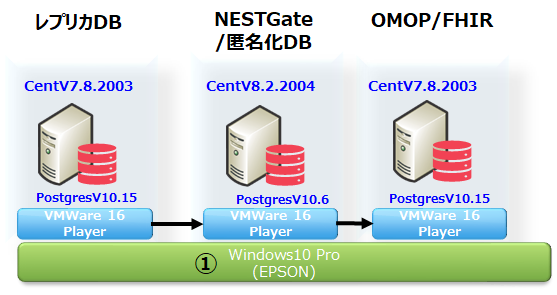 レプリカDB
CentV7.8.2003
PostgresV10.15
VMWare 16
Player
NESTGate
/匿名化DB
CentV8.2.2004
PostgresV10.6
VMWare 16
Player
OMOP/FHIR
CentV7.8.2003
PostgresV10.15
VMWare 16
Player
① Windows10 Pro
(EPSON)